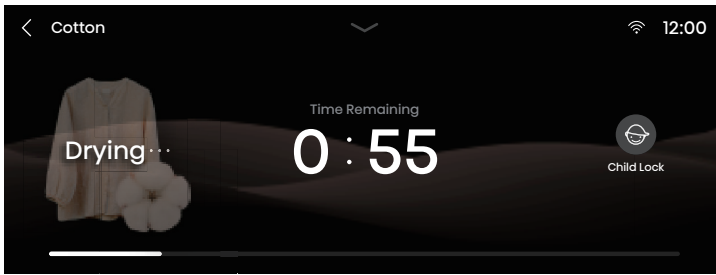 Cotton
12:00
Time Remaining
Drying...
0 : 55
Child Lock